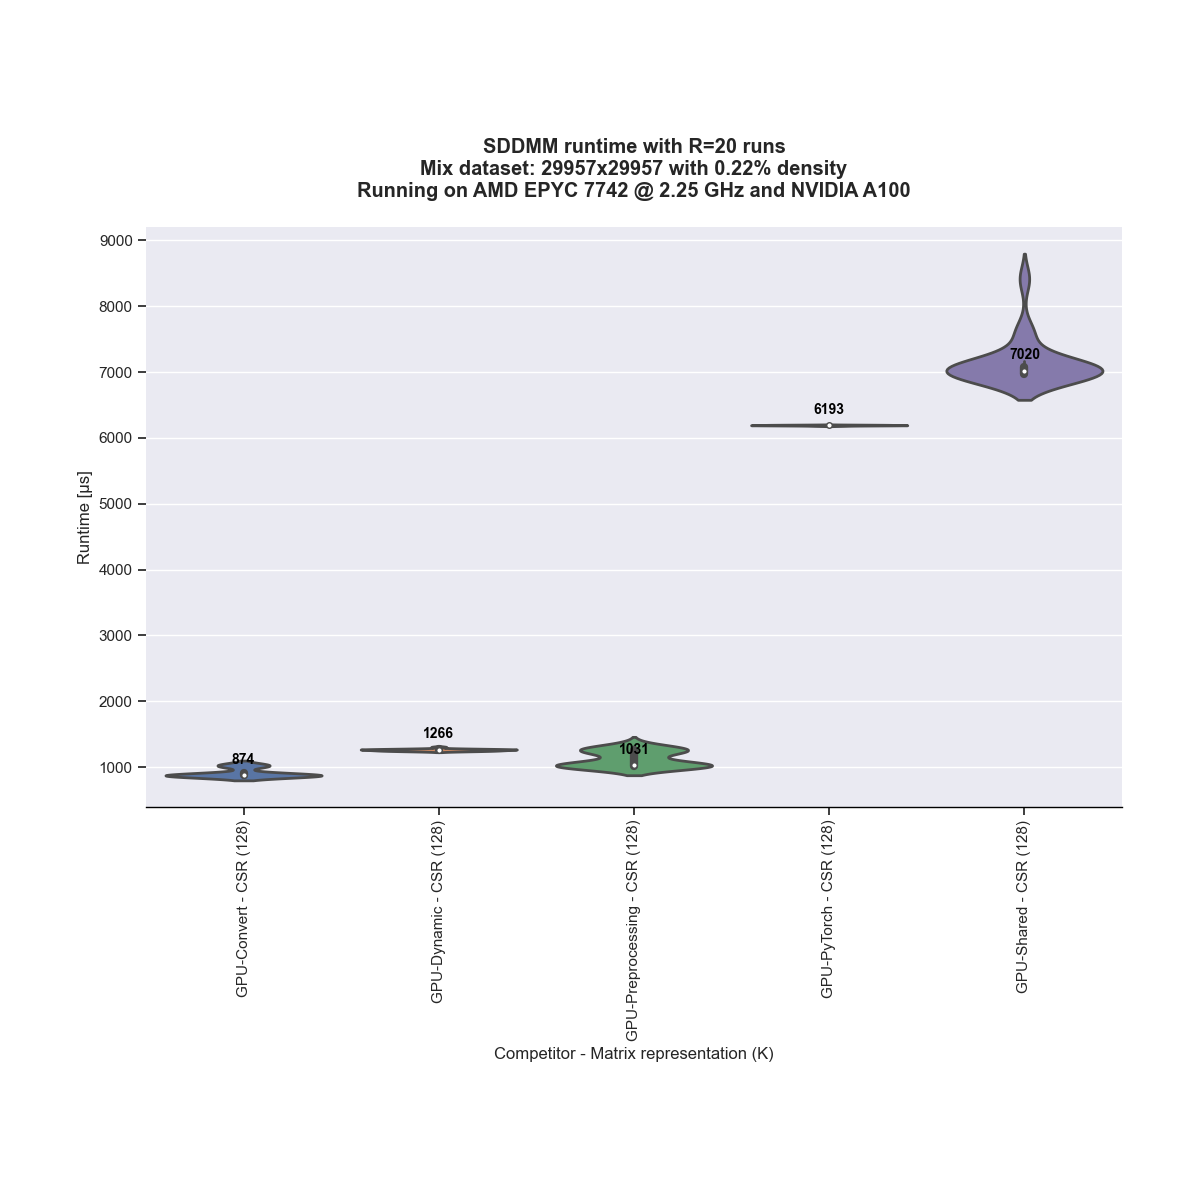 SDDMM runtime with R=20 runs
Mix dataset: 29957x29957 with 0.22% density
Running on AMD EPYC 7742 @ 2.25 GHz and NVIDIA A100
9000
8000
7000
6000
5000
4000
3000
2000
1000
Runtime [µs]
874
1266
1031
6193
7020
GPU-Convert - CSR (128)
GPU-Dynamic - CSR (128)
GPU-Preprocessing - CSR (128)
GPU-PyTorch - CSR (128)
GPU-Shared - CSR (128)
Competitor - Matrix representation (K)